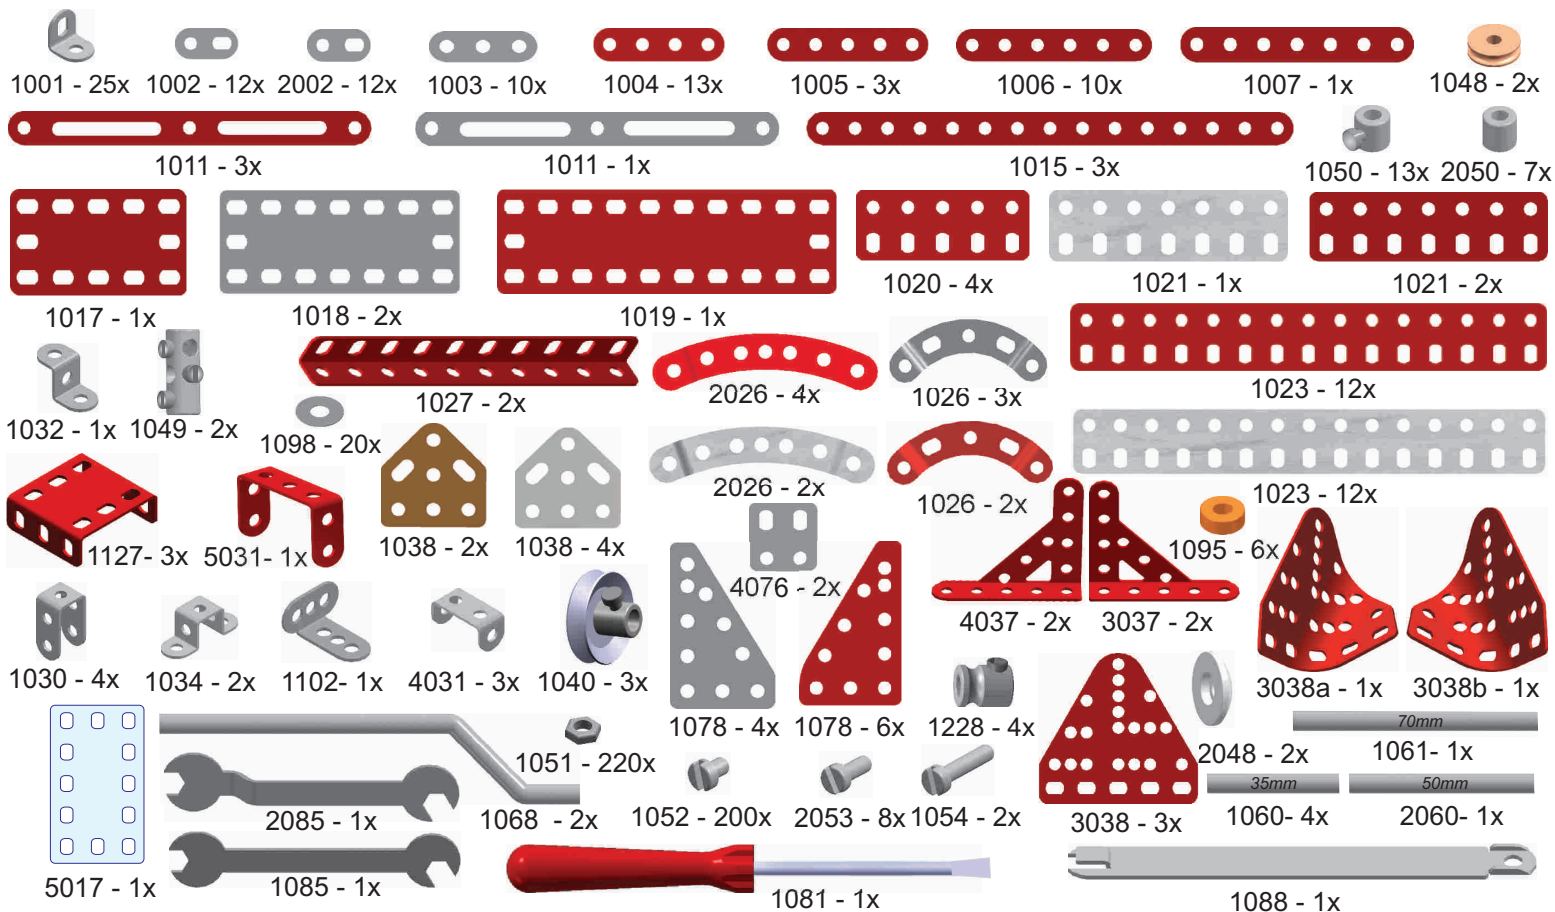 1001 - 25x
1002 - 12x
2002 - 12x
1003 - 10x
1004 - 13x
1005 - 3x
1006 - 10x
1007 - 1x
1048 - 2x
1011 - 3x
1011 - 1x
1015 - 3x
1050 - 13x
2050 - 7x
1017 - 1x
1018 - 2x
1019 - 1x
1020 - 4x
1021 - 1x
1021 - 2x
1032 - 1x
1049 - 2x
1098 - 20x
1027 - 2x
2026 - 4x
1026 - 3x
1023 - 12x
1127- 3x
5031- 1x
1038 - 2x
1038 - 4x
2026 - 2x
1026 - 2x
1023 - 12x
4076 - 2x
1095 - 6x
1030 - 4x
1034 - 2x
1102- 1x
4031 - 3x
1040 - 3x
1078 - 4x
1078 - 6x
4037 - 2x
3037 - 2x
1228 - 4x
3038a - 1x
3038b - 1x
2048 - 2x
70mm
1061- 1x
1051 - 220x
2085 - 1x
1068 - 2x
1052 - 200x
2053 - 8x
1054 - 2x
3038 - 3x
35mm
1060- 4x
50mm
2060- 1x
5017 - 1x
1085 - 1x
1081 - 1x
1088 - 1x